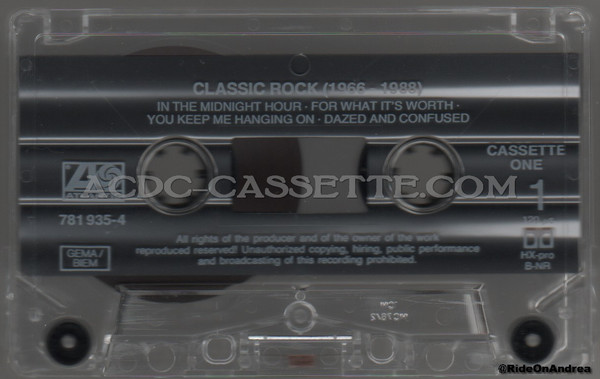 CLASSIC ROCK (1966 - 1988)
IN THE MIDNIGHT HOUR · FOR WHAT IT'S WORTH ·
YOU KEEP ME HANGING ON · DAZED AND CONFUSED
CASSETTE
ONE
1
ACDC-CASSETTE.COM
781 935-4
All rights of the producer and of the owner of the work
reproduced reserved! Unauthorized copying, hiring, public performance
and broadcasting of this recording prohibited.
GEMA/
BIEM
HX-pro
B-NR
@RideOnAndrea